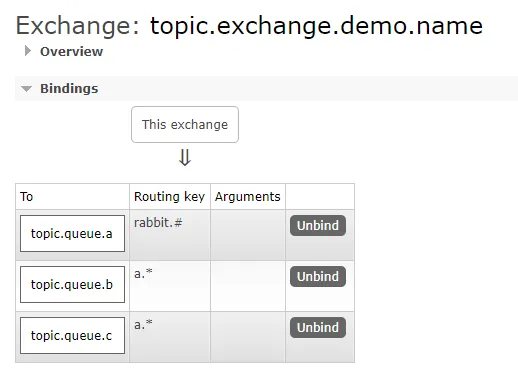 Exchange: topic.exchange.demo.name
Overview
Bindings
This exchange
⇓
To Routing key Arguments
topic.queue.a rabbit.# Unbind
topic.queue.b a.* Unbind
topic.queue.c a.* Unbind